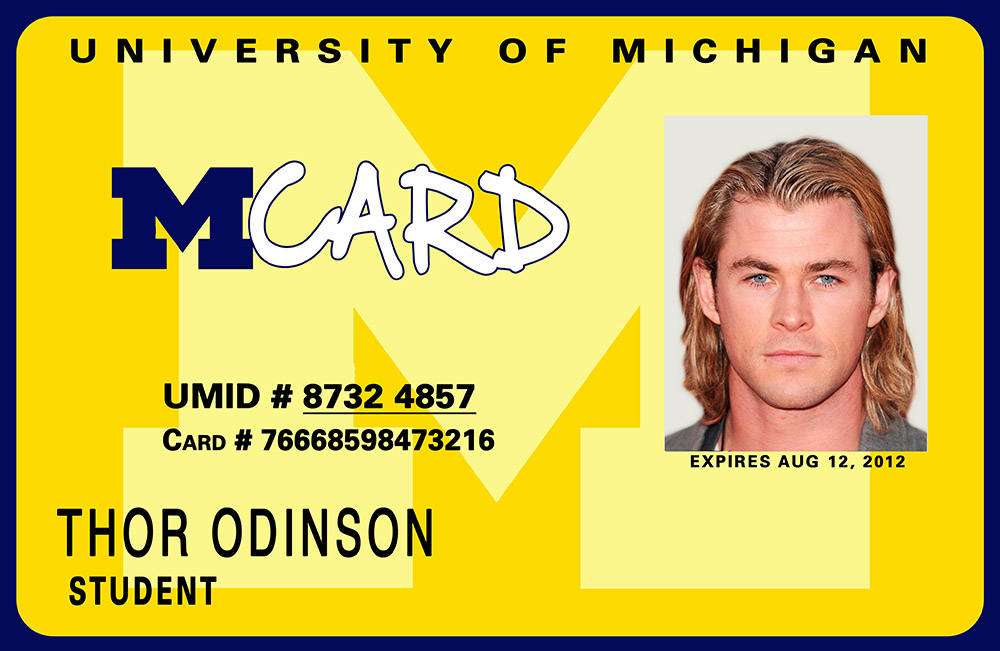 UNIVERSITY OF MICHIGAN
MCARD
UMID # 8732 4857
CARD # 76668598473216
EXPIRES AUG 12, 2012
THOR ODINSON
STUDENT